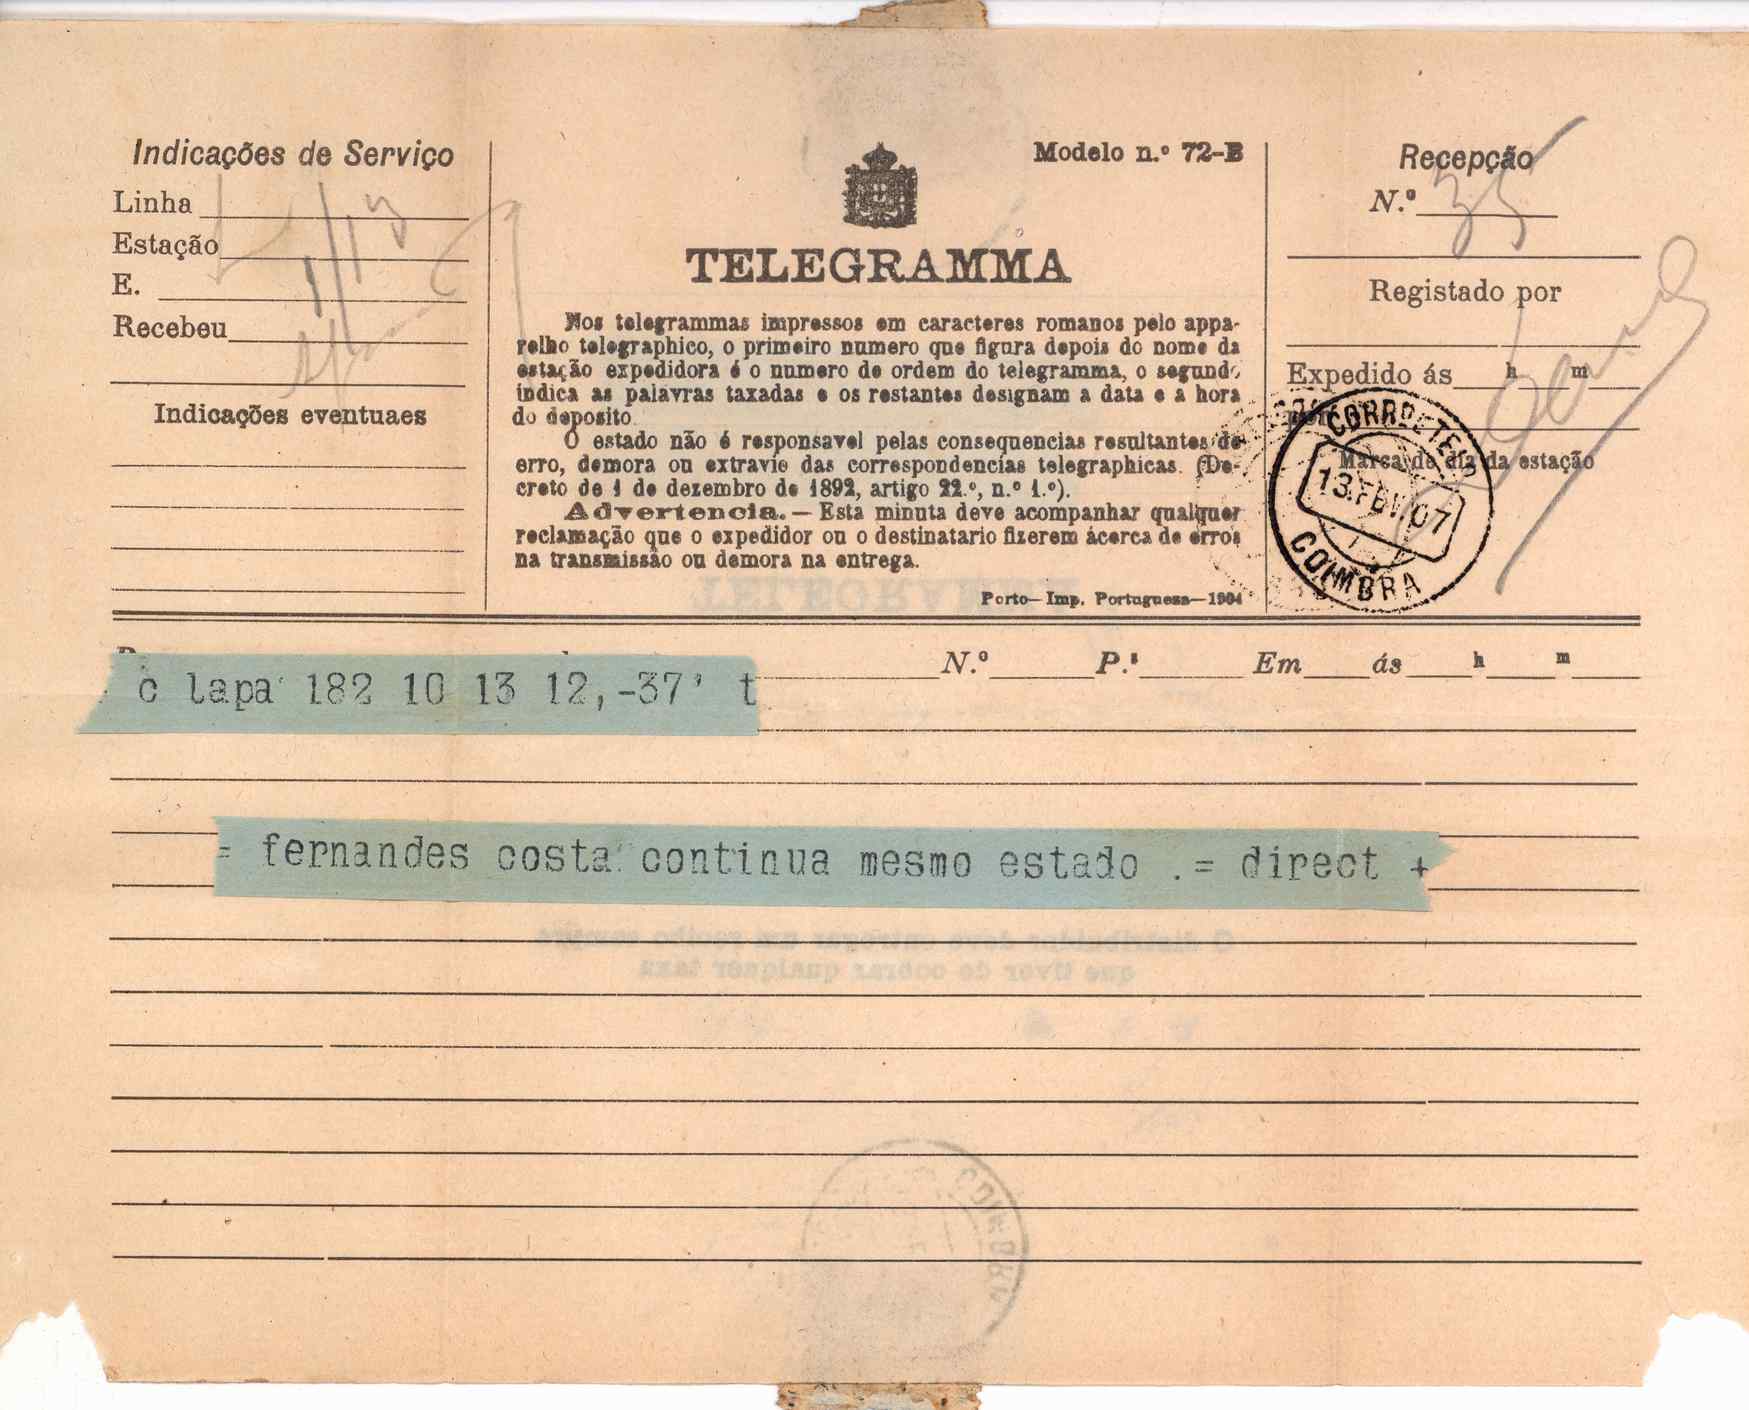 Indicações de Serviço
Linha
Estação
E.
Recebeu
Indicações eventuaes
Modelo n.º 72-B
TELEGRAMMA
Nos telegrammas impressos em caracteres romanos pelo appa-
relho telegraphico, o primeiro numero que figura depois do nome da
estação expedidora é o numero de ordem do telegramma, o segundo
indica as palavras taxadas e os restantes designam a data e a hora
do deposito.
O estado não é responsavel pelas consequencias resultantes de
erro, demora ou extravio das correspondencias telegraphicas. (De-
creto de 1 de dezembro de 1892, artigo 22.º, n.º 1.º).
Advertencia.— Esta minuta deve acompanhar qualquer
reclamação que o expedidor ou o destinatario fizerem ácerca de erros
na transmissão ou demora na entrega.
Porto—Imp. Portugueza—1904
Recepção
N.º 35
Registado por
Expedido ás h m
Marca de dia da estação
CORR. E TELG.
13.FEV.07
COIMBRA
N.º P.s Em ás h m
c lapa 182 10 13 12,-37' t
= fernandes costa continua mesmo estado .= direct +
COIMBRA